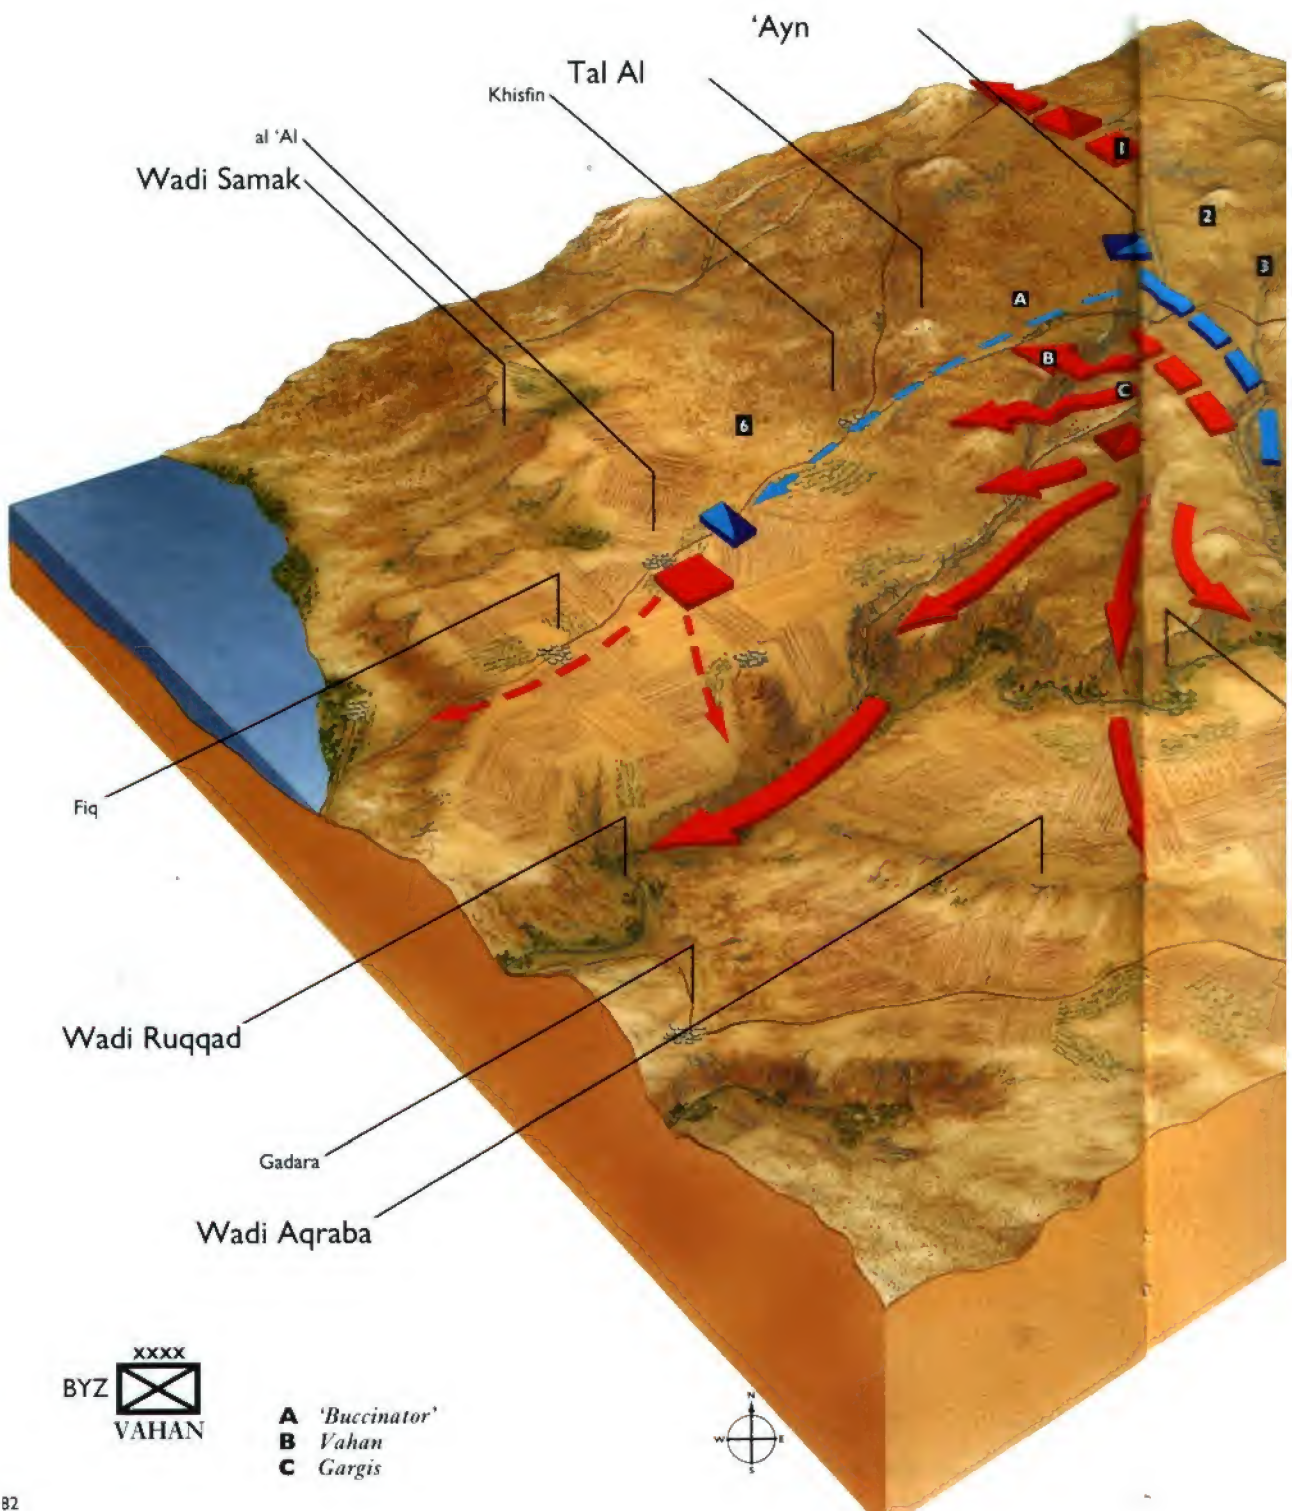 'Ayn
Tal Al
Khisfin
al 'Al
Wadi Samak
1
2
3
A
B
C
6
Fiq
Wadi Ruqqad
Gadara
Wadi Aqraba
xxxx
BYZ
VAHAN
A 'Buccinator'
B Vahan
C Gargis
N
W E
S
82